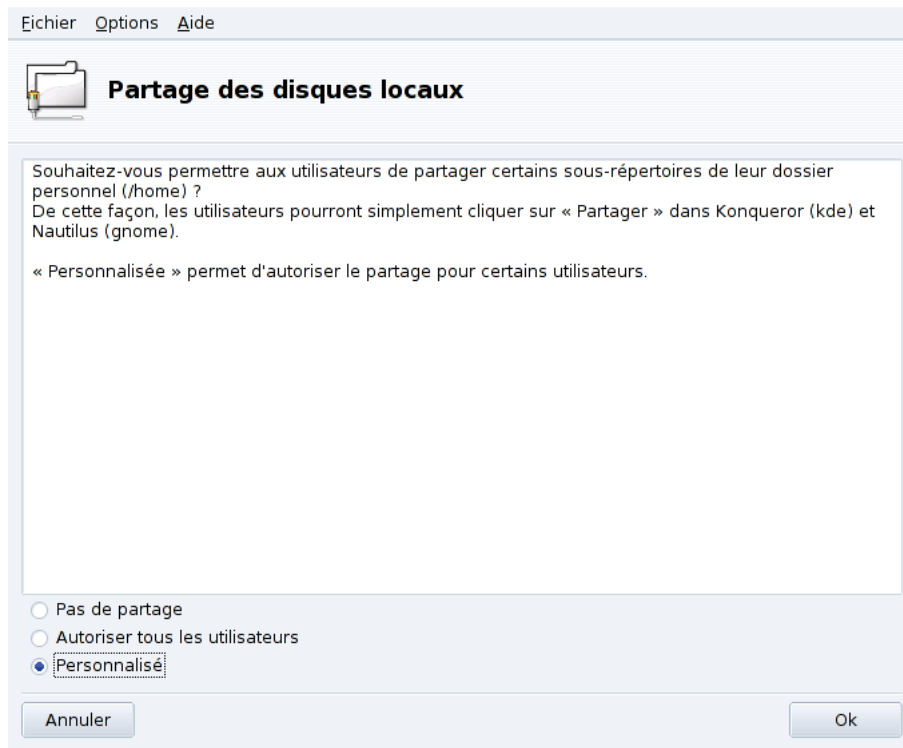 Fichier Options Aide
Partage des disques locaux
Souhaitez-vous permettre aux utilisateurs de partager certains sous-répertoires de leur dossier
personnel (/home) ?
De cette façon, les utilisateurs pourront simplement cliquer sur « Partager » dans Konqueror (kde) et
Nautilus (gnome).
« Personnalisée » permet d'autoriser le partage pour certains utilisateurs.
Pas de partage
Autoriser tous les utilisateurs
Personnalisé
Annuler Ok